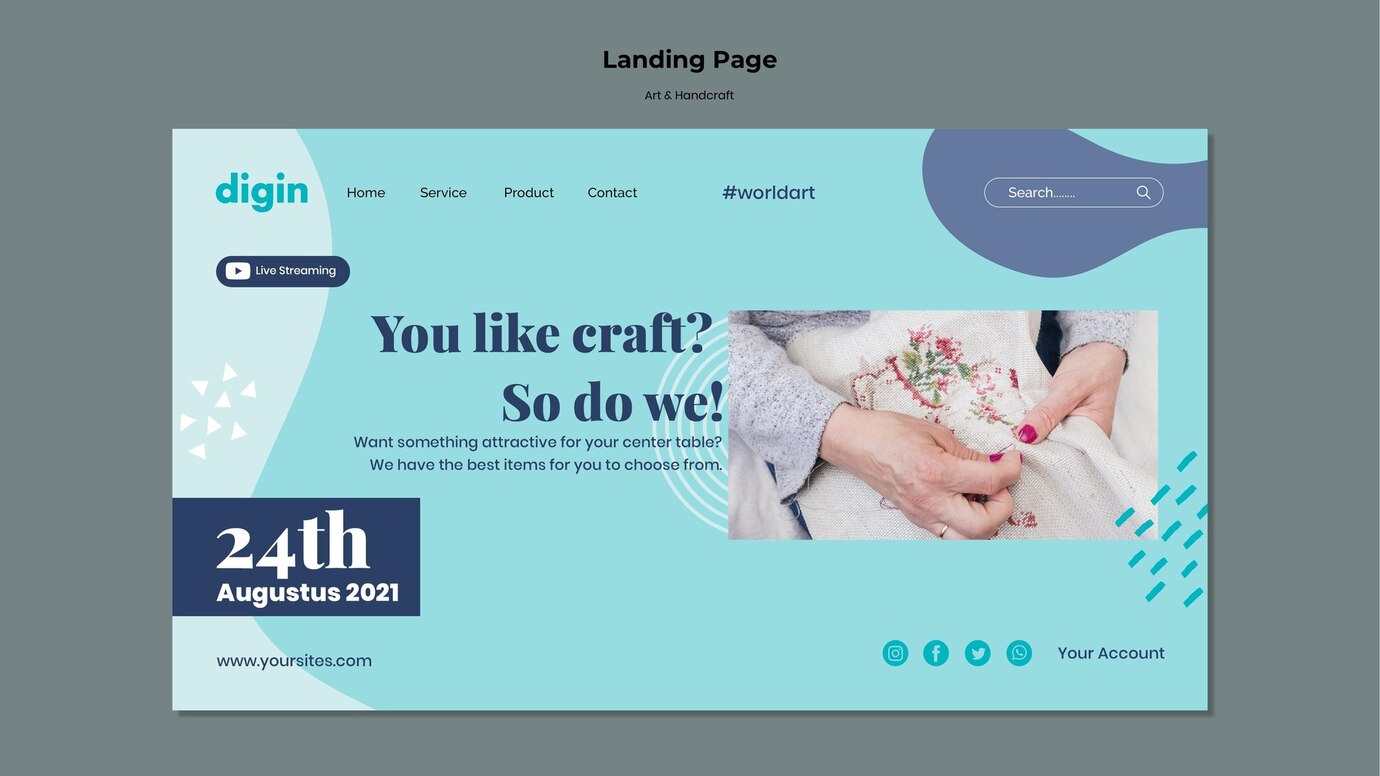 Landing Page
Art & Handcraft
digin
Home Service Product Contact #worldart Search........
Live Streaming
You like craft?
So do we!
Want something attractive for your center table?
We have the best items for you to choose from.
24th
Augustus 2021
www.yoursites.com
Your Account